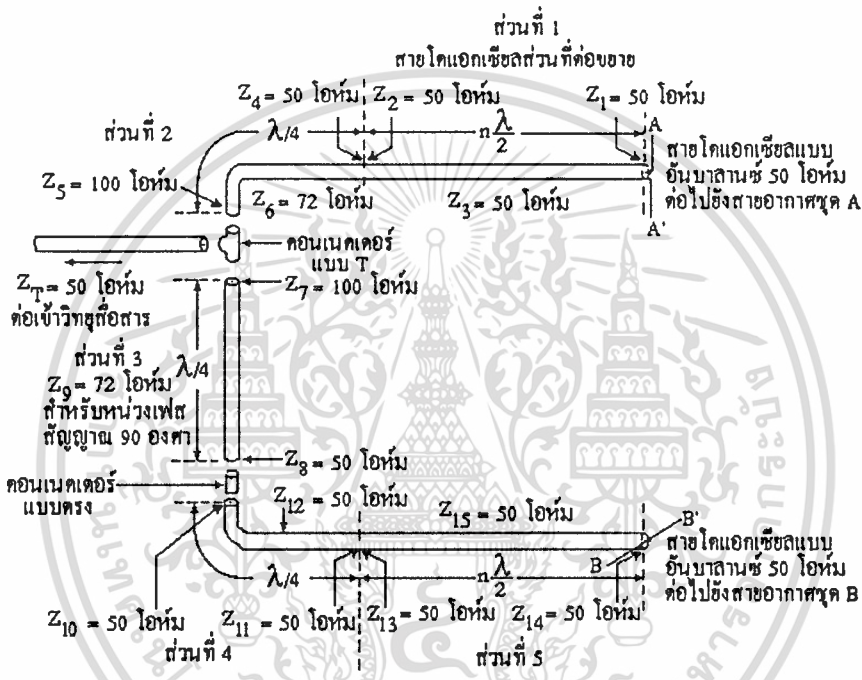 ส่วนที่ 1
สายโคแอกเซียลส่วนที่ต่อขยาย
Z4 = 50 โอห์ม
Z2 = 50 โอห์ม
Z1 = 50 โอห์ม
ส่วนที่ 2
λ/4
n λ/2
A
Z5 = 100 โอห์ม
Z6 = 72 โอห์ม
Z3 = 50 โอห์ม
สายโคแอกเซียลแบบ
อันบาลานซ์ 50 โอห์ม
ต่อไปยังสายอากาศชุด A
A'
คอนเนคเตอร์
แบบ T
ZT = 50 โอห์ม
ต่อเข้าวิทยุสื่อสาร
Z7 = 100 โอห์ม
ส่วนที่ 3
Z9 = 72 โอห์ม
สำหรับหน่วงเฟส
สัญญาณ 90 องศา
λ/4
Z8 = 50 โอห์ม
คอนเนคเตอร์
แบบตรง
Z12 = 50 โอห์ม
Z15 = 50 โอห์ม
B'
B
สายโคแอกเซียลแบบ
อันบาลานซ์ 50 โอห์ม
ต่อไปยังสายอากาศชุด B
λ/4
n λ/2
Z10 = 50 โอห์ม
Z11 = 50 โอห์ม
Z13 = 50 โอห์ม
Z14 = 50 โอห์ม
ส่วนที่ 4
ส่วนที่ 5